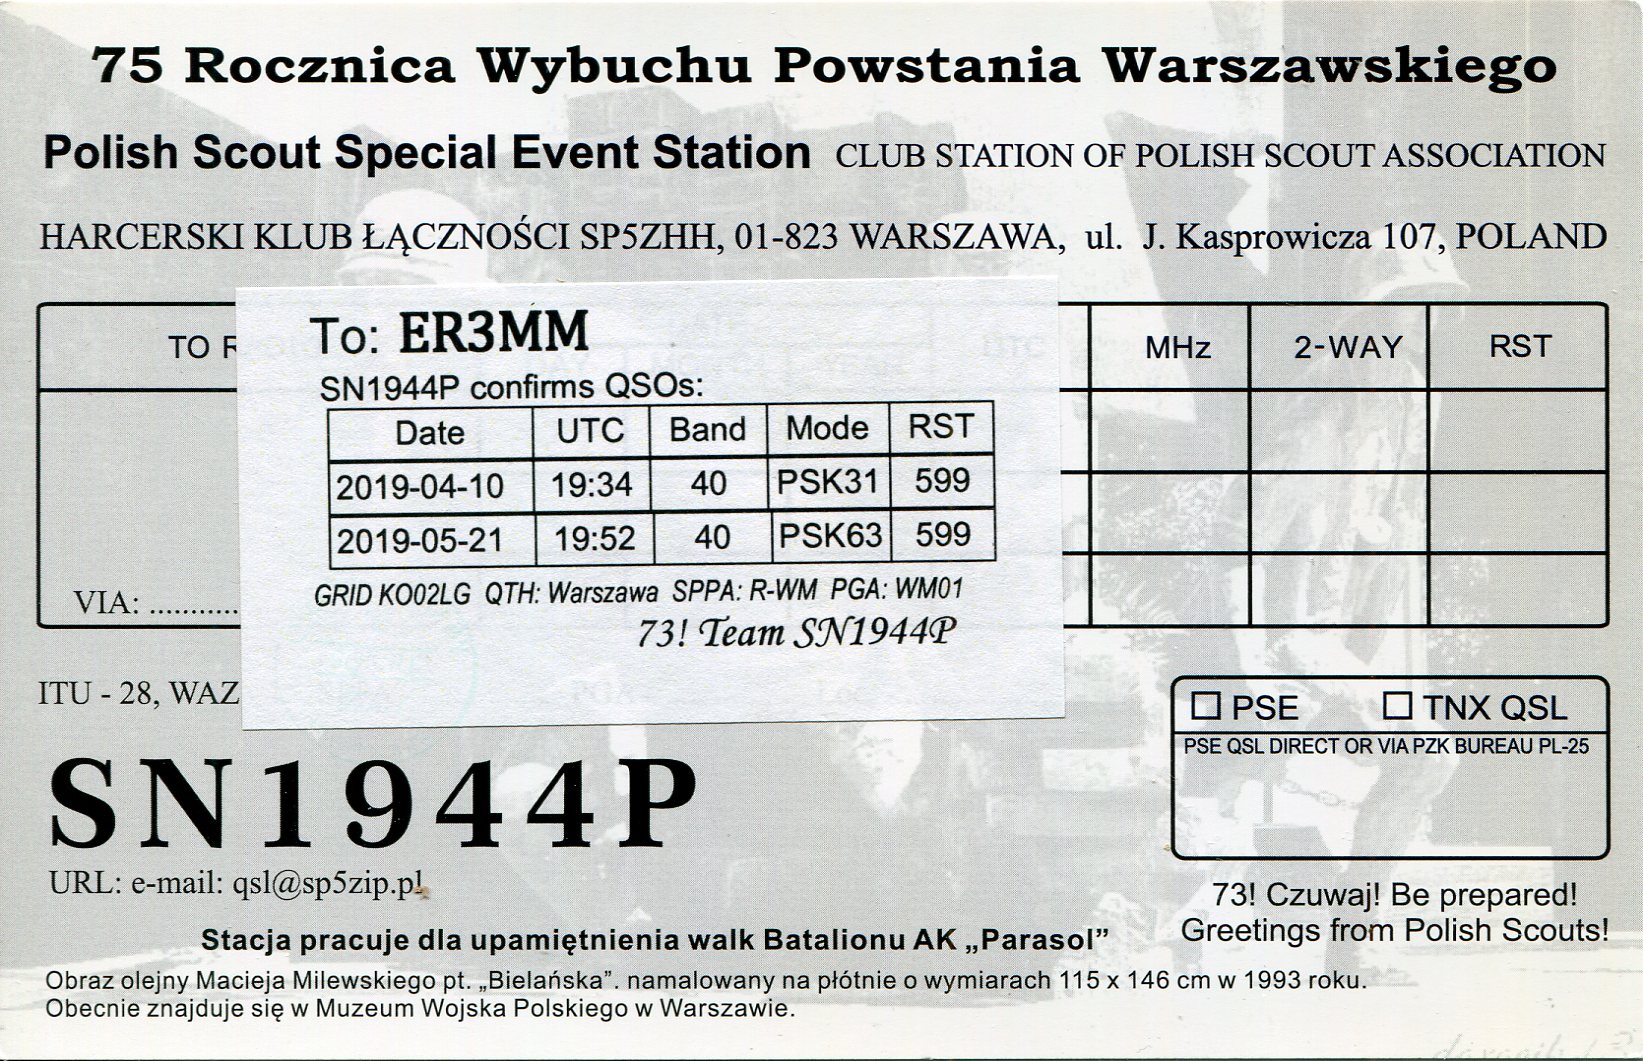 75 Rocznica Wybuchu Powstania Warszawskiego
Polish Scout Special Event Station CLUB STATION OF POLISH SCOUT ASSOCIATION
HARCERSKI KLUB ŁĄCZNOŚCI SP5ZHH, 01-823 WARSZAWA, ul. J. Kasprowicza 107, POLAND
TO MHz 2-WAY RST
To: ER3MM
SN1944P confirms QSOs:
Date UTC Band Mode RST
2019-04-10 19:34 40 PSK31 599
2019-05-21 19:52 40 PSK63 599
VIA: ...........
GRID KO02LG QTH: Warszawa SPPA: R-WM PGA: WM01
73! Team SN1944P
ITU - 28, WAZ
PSE TNX QSL
PSE QSL DIRECT OR VIA PZK BUREAU PL-25
SN1944P
URL: e-mail: qsl@sp5zip.pl
73! Czuwaj! Be prepared!
Greetings from Polish Scouts!
Stacja pracuje dla upamiętnienia walk Batalionu AK „Parasol”
Obraz olejny Macieja Milewskiego pt. „Bielańska”. namalowany na płótnie o wymiarach 115 x 146 cm w 1993 roku.
Obecnie znajduje się w Muzeum Wojska Polskiego w Warszawie.